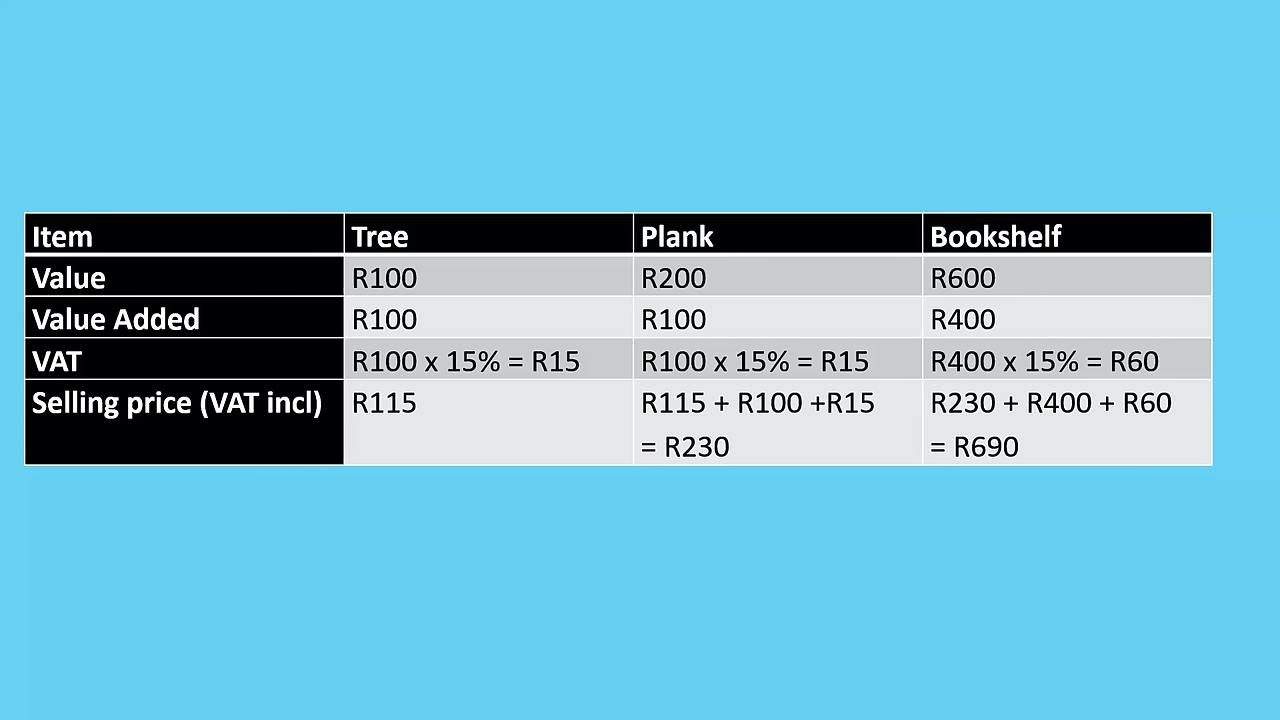 Item Tree Plank Bookshelf
Value R100 R200 R600
Value Added R100 R100 R400
VAT R100 x 15% = R15 R100 x 15% = R15 R400 x 15% = R60
Selling price (VAT incl) R115 R115 + R100 +R15 R230 + R400 + R60
= R230 = R690